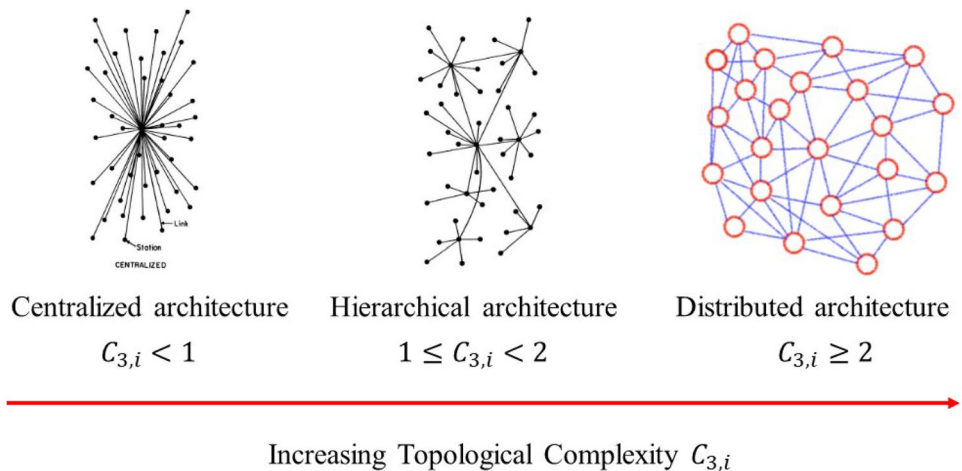 Link
Station
CENTRALIZED
Centralized architecture
Hierarchical architecture
Distributed architecture
C₃,ᵢ < 1
1 ≤ C₃,ᵢ < 2
C₃,ᵢ ≥ 2
Increasing Topological Complexity C₃,ᵢ